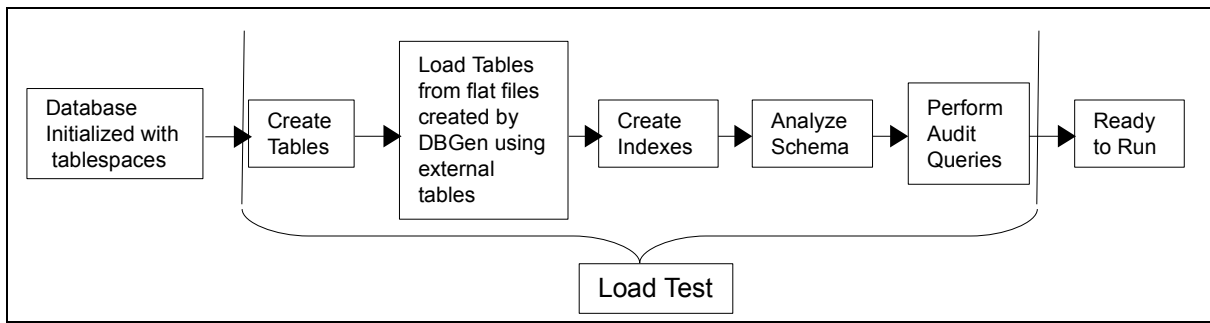 Database
Initialized with
tablespaces
Create
Tables
Load Tables
from flat files
created by
DBGen using
external
tables
Create
Indexes
Analyze
Schema
Perform
Audit
Queries
Ready
to Run
Load Test